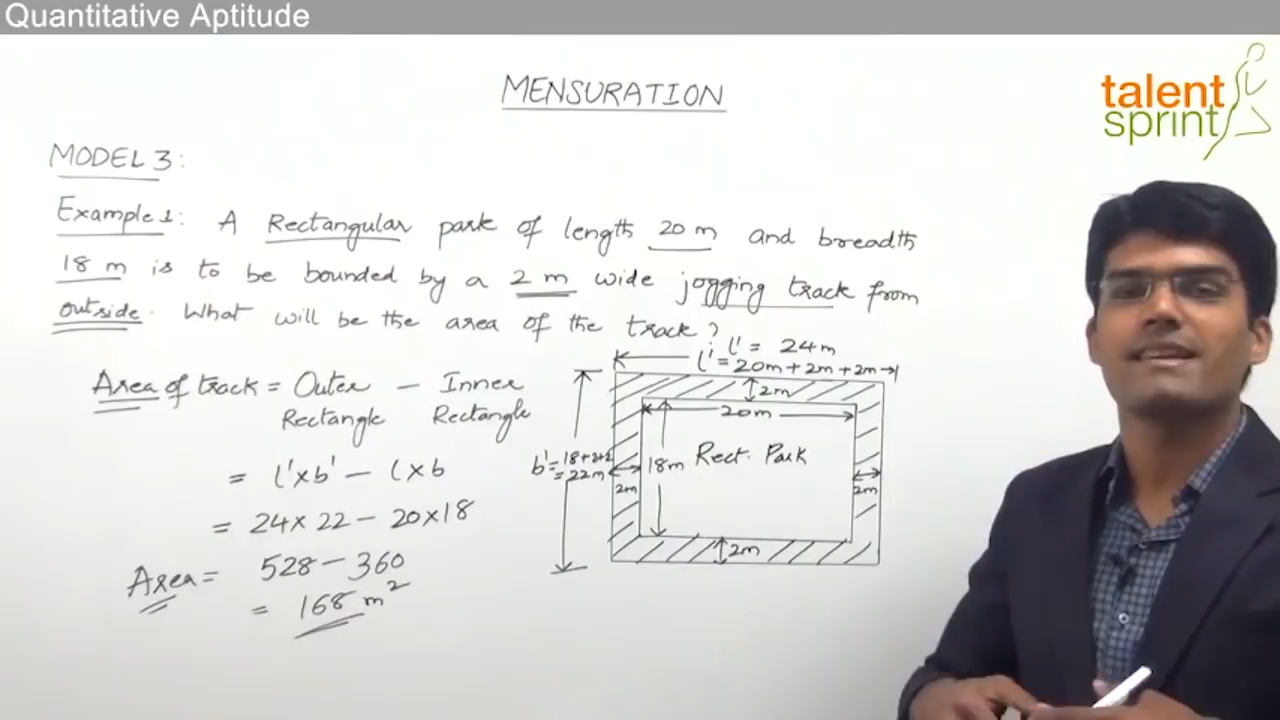 Quantitative Aptitude
MENSURATION
talent
sprint
MODEL 3:
Example 1: A Rectangular park of length 20 m and breadth
18 m is to be bounded by a 2 m wide jogging track from
outside. What will be the area of the track?
l' = 24m
l' = 20m+2m+2m
Area of track = Outer Rectangle – Inner Rectangle
= l'×b' – l×b
= 24×22 – 20×18
Area = 528 – 360
= 168 m²
2m
20m
b' = 18+2+2
= 22m
18m
Rect. Park
2m
2m
2m